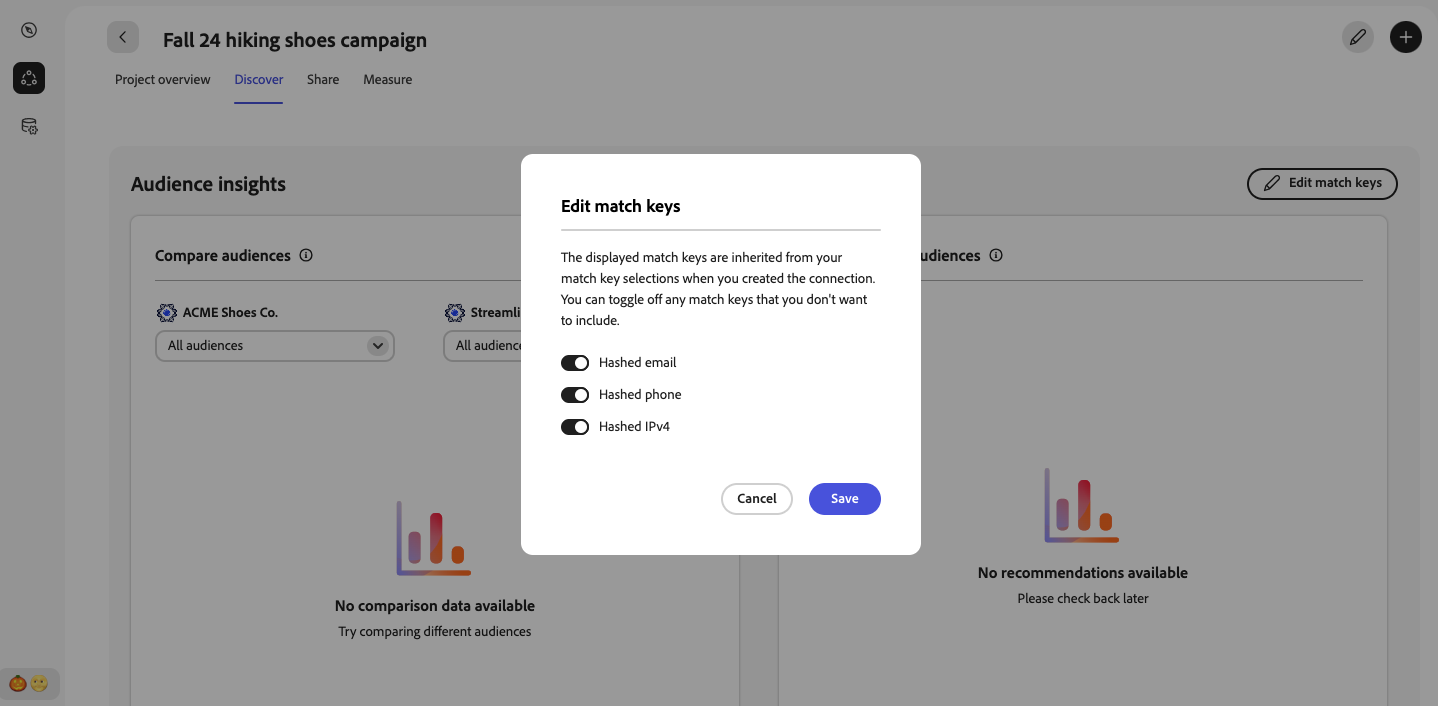 Fall 24 hiking shoes campaign
Project overview
Discover
Share
Measure
Audience insights
Edit match keys
Compare audiences
udiences
ACME Shoes Co.
Streamli
All audiences
All audienc
Edit match keys
The displayed match keys are inherited from your
match key selections when you created the connection.
You can toggle off any match keys that you don't want
to include.
Hashed email
Hashed phone
Hashed IPv4
Cancel
Save
No comparison data available
Try comparing different audiences
No recommendations available
Please check back later